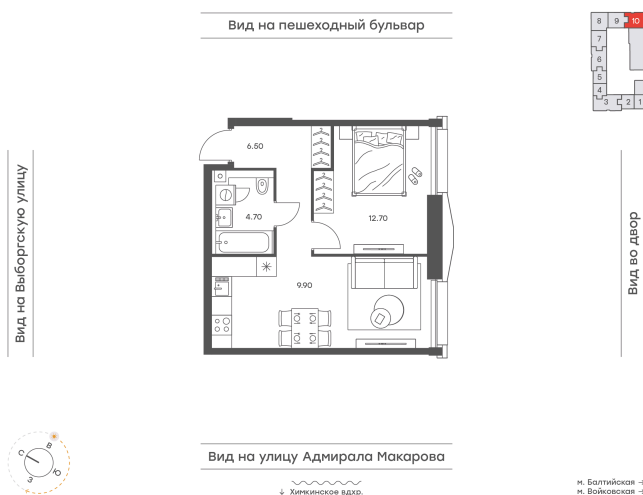 Вид на пешеходный бульвар
8 9 10
7
6
5
4
3 2 1
Вид на Выборгскую улицу
6.50
4.70
12.70
9.90
Вид во двор
Вид на улицу Адмирала Макарова
С В Ю З
↓ Химкинское вдхр.
м. Балтийская →
м. Войковская →